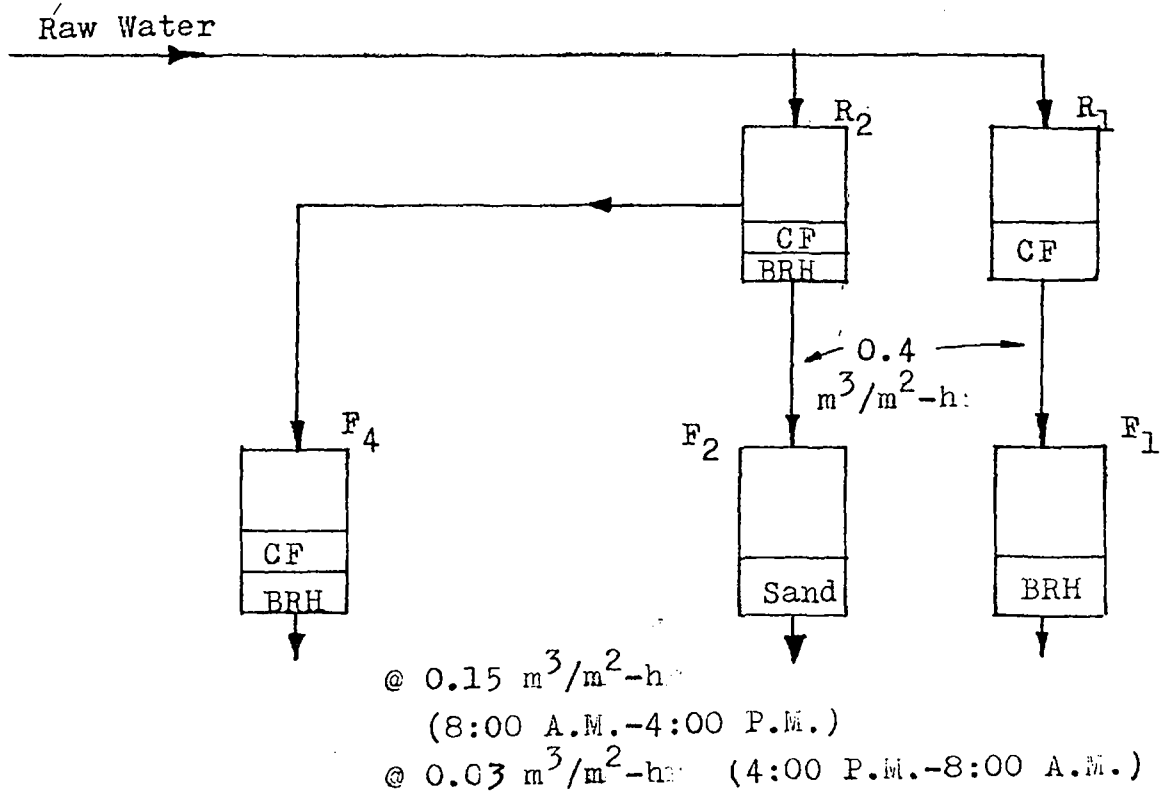 Raw Water
R2
R1
CF
BRH
CF
0.4
m³/m²-h
F4
F2
F1
CF
BRH
Sand
BRH
@ 0.15 m³/m²-h
(8:00 A.M.-4:00 P.M.)
@ 0.03 m³/m²-h (4:00 P.M.-8:00 A.M.)